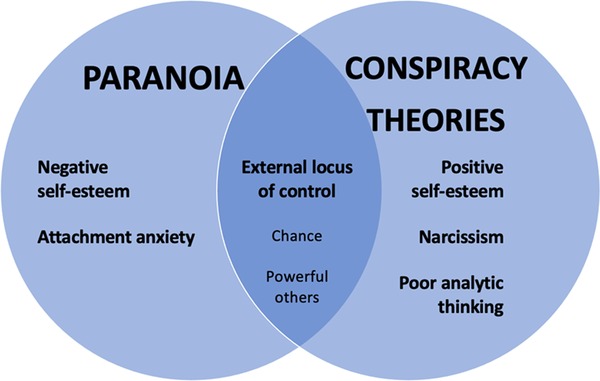 PARANOIA
Negative
self-esteem
Attachment anxiety
External locus
of control
Chance
Powerful
others
CONSPIRACY
THEORIES
Positive
self-esteem
Narcissism
Poor analytic
thinking